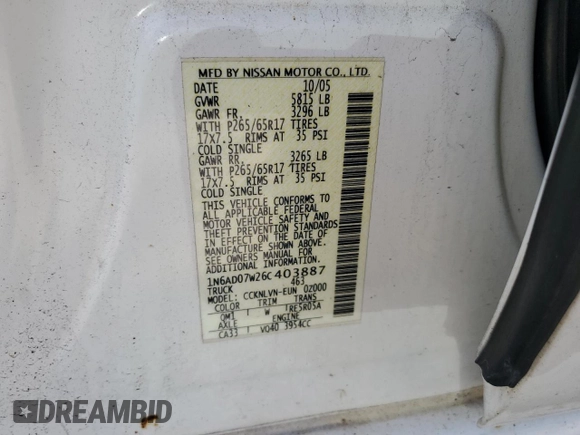 MFD BY NISSAN MOTOR CO., LTD.
DATE 10/05
GVWR 5815 LB
GAWR FR. 3296 LB
WITH P265/65R17 TIRES
17X7.5 RIMS AT 35 PSI
COLD SINGLE
GAWR RR. 3265 LB
WITH P265/65R17 TIRES
17X7.5 RIMS AT 35 PSI
COLD SINGLE
THIS VEHICLE CONFORMS TO
ALL APPLICABLE FEDERAL
MOTOR VEHICLE SAFETY AND
THEFT PREVENTION STANDARDS
IN EFFECT ON THE DATE OF
MANUFACTURE SHOWN ABOVE.
SEE OWNERS MANUAL FOR
ADDITIONAL INFORMATION
1N6AD07W26C403887
TRUCK 463
MODEL: CCKNLVN-EUN 02000
COLOR TRIM TRANS
QM1 W RE5R05A
AXLE ENGINE
CA33 VQ40 3954CC
DREAMBID